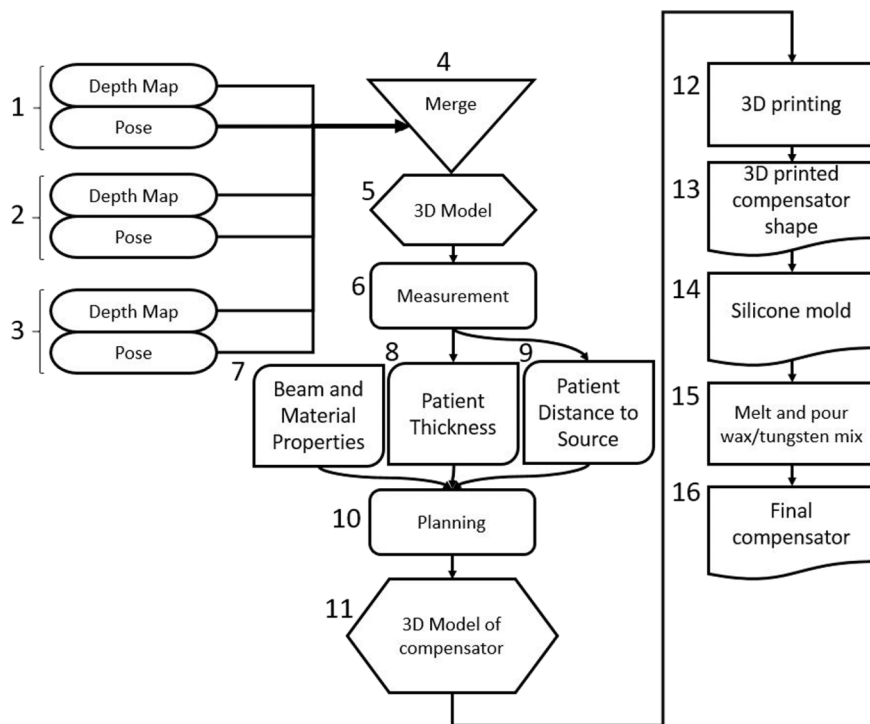 1
Depth Map
Pose
2
Depth Map
Pose
3
Depth Map
Pose
4
Merge
5
3D Model
6
Measurement
7
Beam and
Material
Properties
8
Patient
Thickness
9
Patient
Distance to
Source
10
Planning
11
3D Model of
compensator
12
3D printing
13
3D printed
compensator
shape
14
Silicone mold
15
Melt and pour
wax/tungsten mix
16
Final
compensator